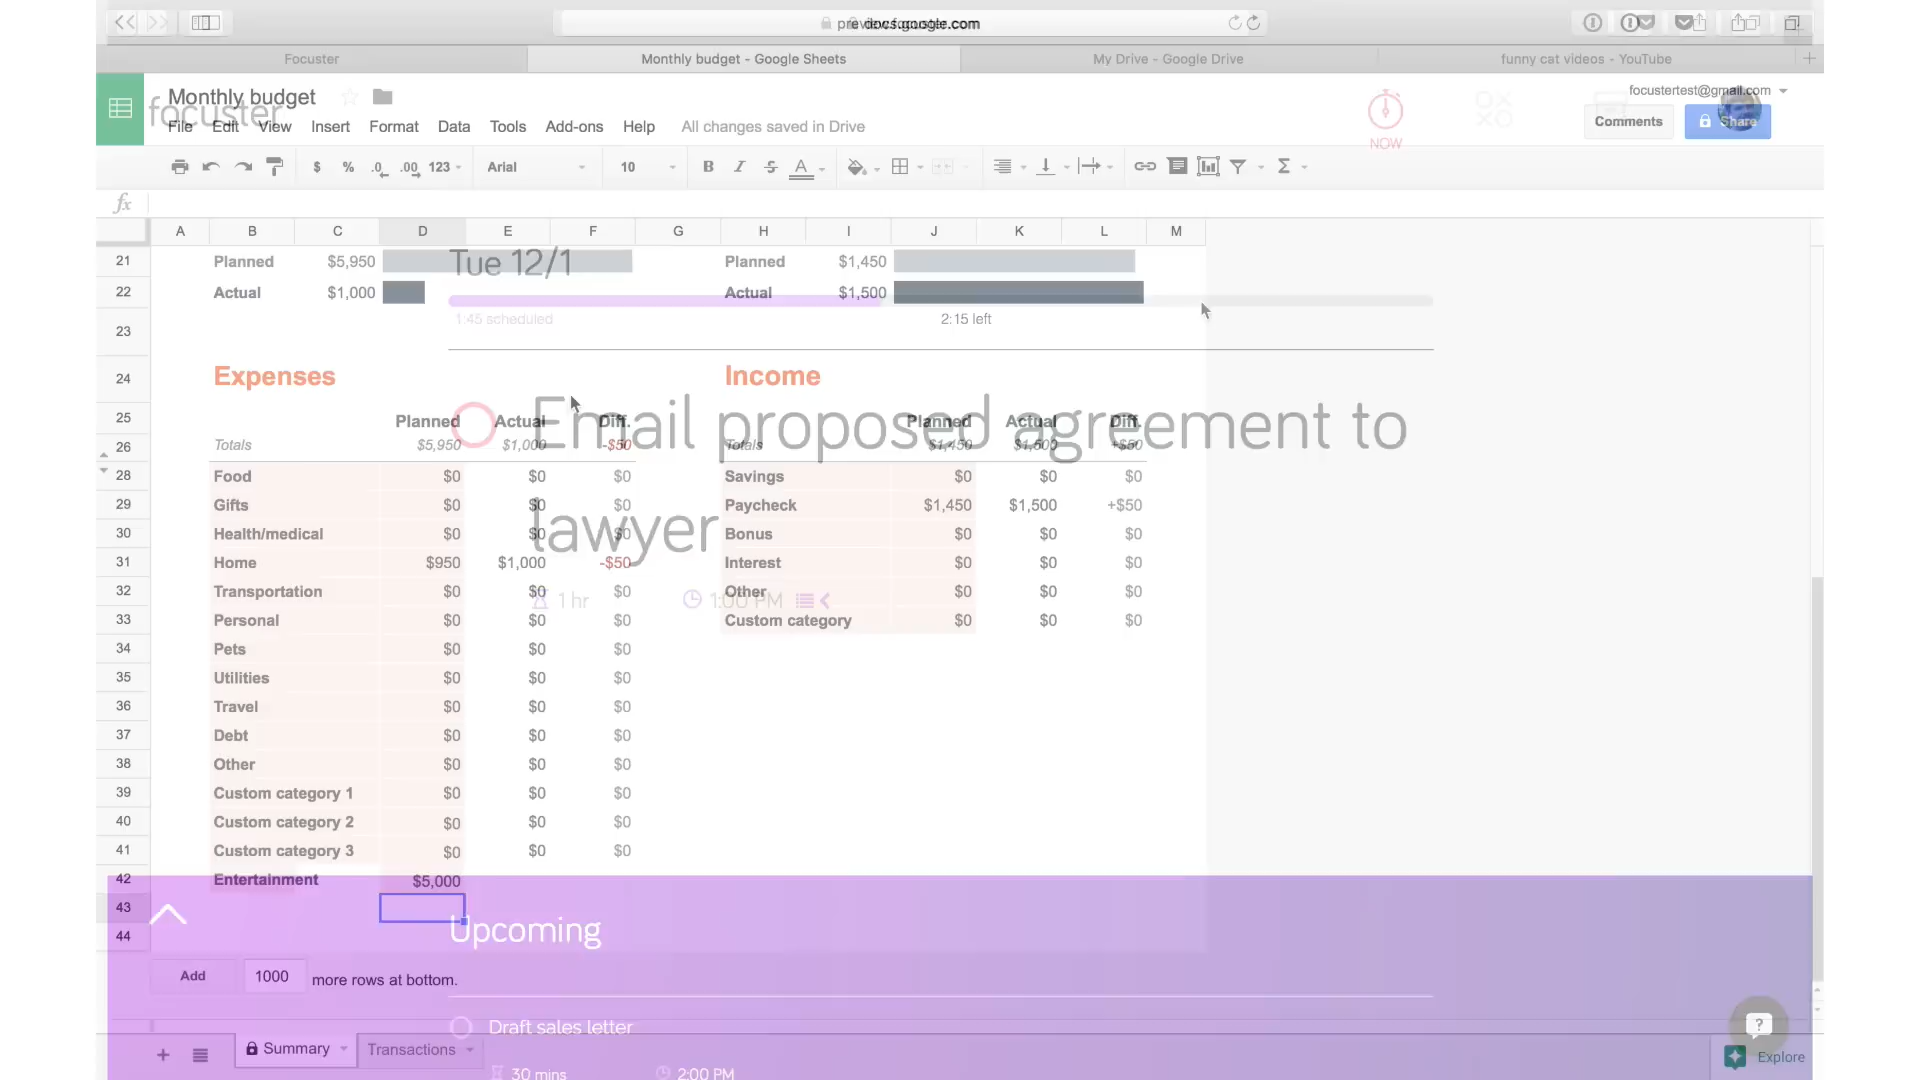 Focuster
Monthly budget - Google Sheets
My Drive - Google Drive
funny cat videos - YouTube
Monthly budget
focustertest@gmail.com
focuster
File Edit View Insert Format Data Tools Add-ons Help All changes saved in Drive
Comments
Share
NOW
$ % .0 .00 123 Arial 10 B I S A Σ
fx
A B C D E F G H I J K L M
21 Planned $5,950 Planned $1,450
Tue 12/1
22 Actual $1,000 Actual $1,500
1:45 scheduled 2:15 left
23
24 Expenses Income
25 Planned Actual Diff. Planned Actual Diff.
Email proposed agreement to
lawyer
26 Totals $5,950 $1,000 -$50 Totals $1,450 $1,500 +$50
28 Food $0 $0 $0 Savings $0 $0 $0
29 Gifts $0 $0 $0 Paycheck $1,450 $1,500 +$50
30 Health/medical $0 $0 $0 Bonus $0 $0 $0
31 Home $950 $1,000 -$50 Interest $0 $0 $0
32 Transportation $0 $0 $0 Other $0 $0 $0
1 hr 1:00 PM
33 Personal $0 $0 $0 Custom category $0 $0 $0
34 Pets $0 $0 $0
35 Utilities $0 $0 $0
36 Travel $0 $0 $0
37 Debt $0 $0 $0
38 Other $0 $0 $0
39 Custom category 1 $0 $0 $0
40 Custom category 2 $0 $0 $0
41 Custom category 3 $0 $0 $0
42 Entertainment $5,000
43
Upcoming
44
Add 1000 more rows at bottom.
Draft sales letter
Summary Transactions
Explore
30 mins 2:00 PM